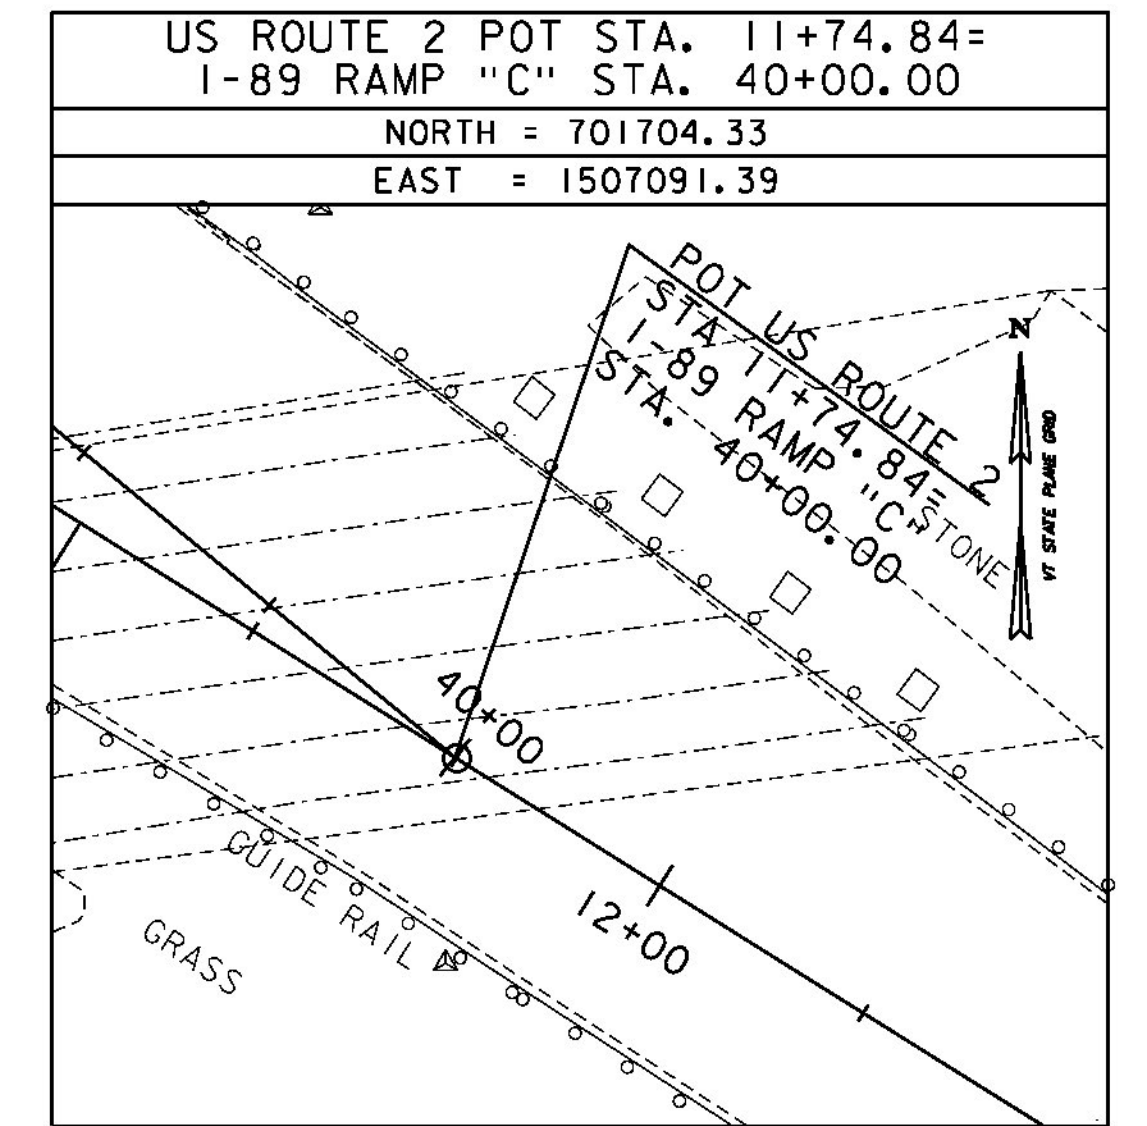 US ROUTE 2 POT STA. 11+74.84=
I-89 RAMP "C" STA. 40+00.00
NORTH = 701704.33
EAST = 1507091.39
POT US ROUTE 2
STA 11+74.84=
I-89 RAMP "C"
STA. 40+00.00
N
VT STATE PLANE GRID
STONE
40+00
12+00
GUIDE RAIL
GRASS